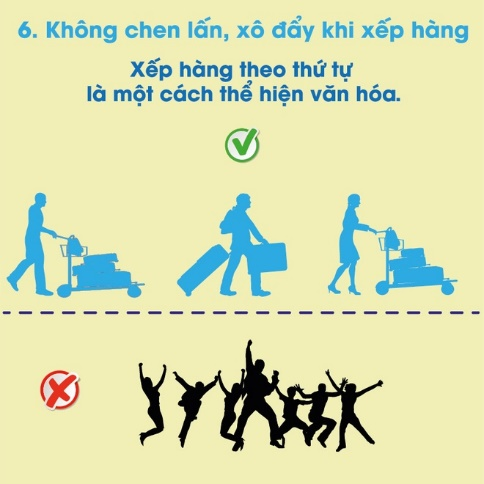 6. Không chen lấn, xô đẩy khi xếp hàng
Xếp hàng theo thứ tự
là một cách thể hiện văn hóa.